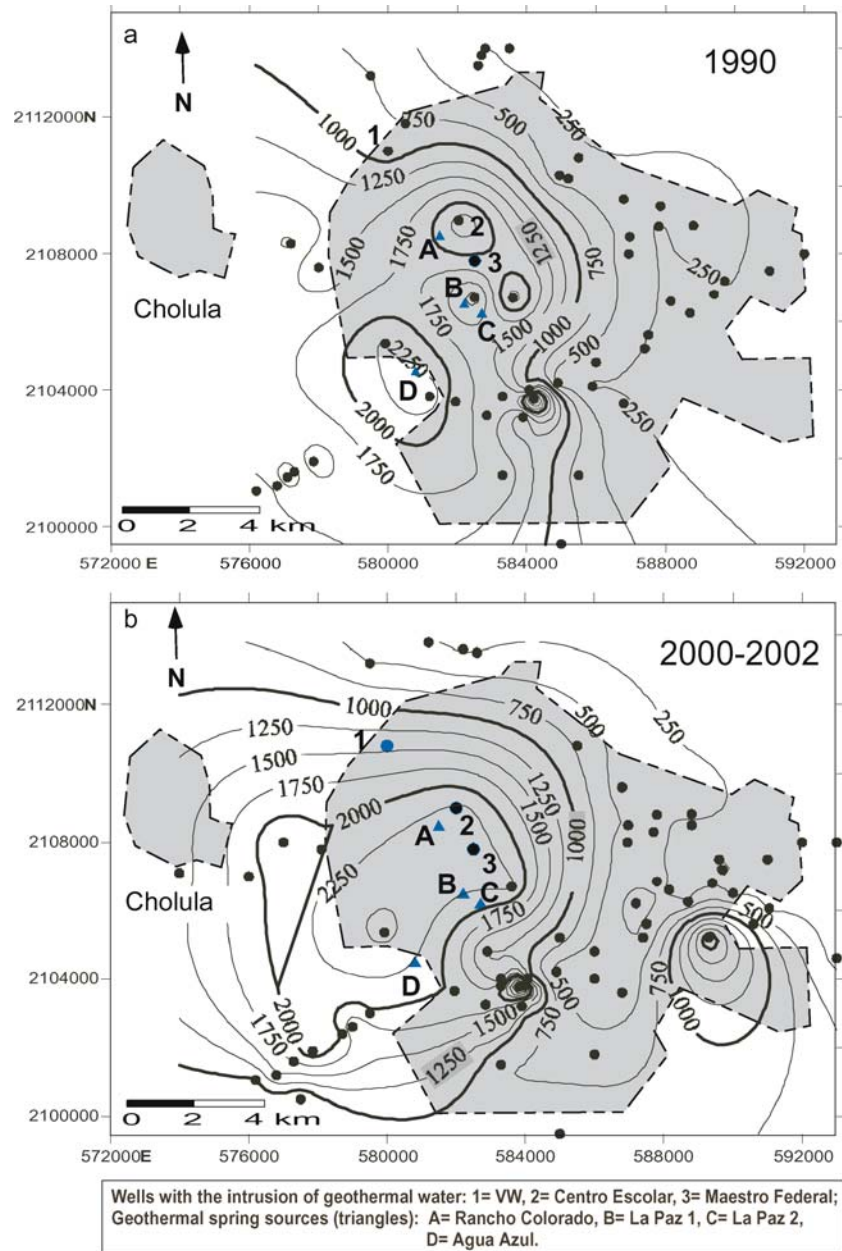 a
1990
N
2112000N
2108000
2104000
2100000
1
1000
750
500
250
1250
1500
1750
2
A
3
B
C
12.50
750
250
1750
1500
1000
500
2250
D
2000
1750
250
Cholula
0 2 4 km
572000 E 576000 580000 584000 588000 592000
b
2000-2002
N
2112000N
2108000
2104000
2100000
1000
750
500
250
1250
1500
1750
1
2000
2
A
3
2250
B
C
1750
1250
1500
1000
Cholula
D
500
750
1000
500
2000
1750
1500
750
1250
0 2 4 km
572000E 576000 580000 584000 588000 592000
Wells with the intrusion of geothermal water: 1= VW, 2= Centro Escolar, 3= Maestro Federal;
Geothermal spring sources (triangles): A= Rancho Colorado, B= La Paz 1, C= La Paz 2,
D= Agua Azul.